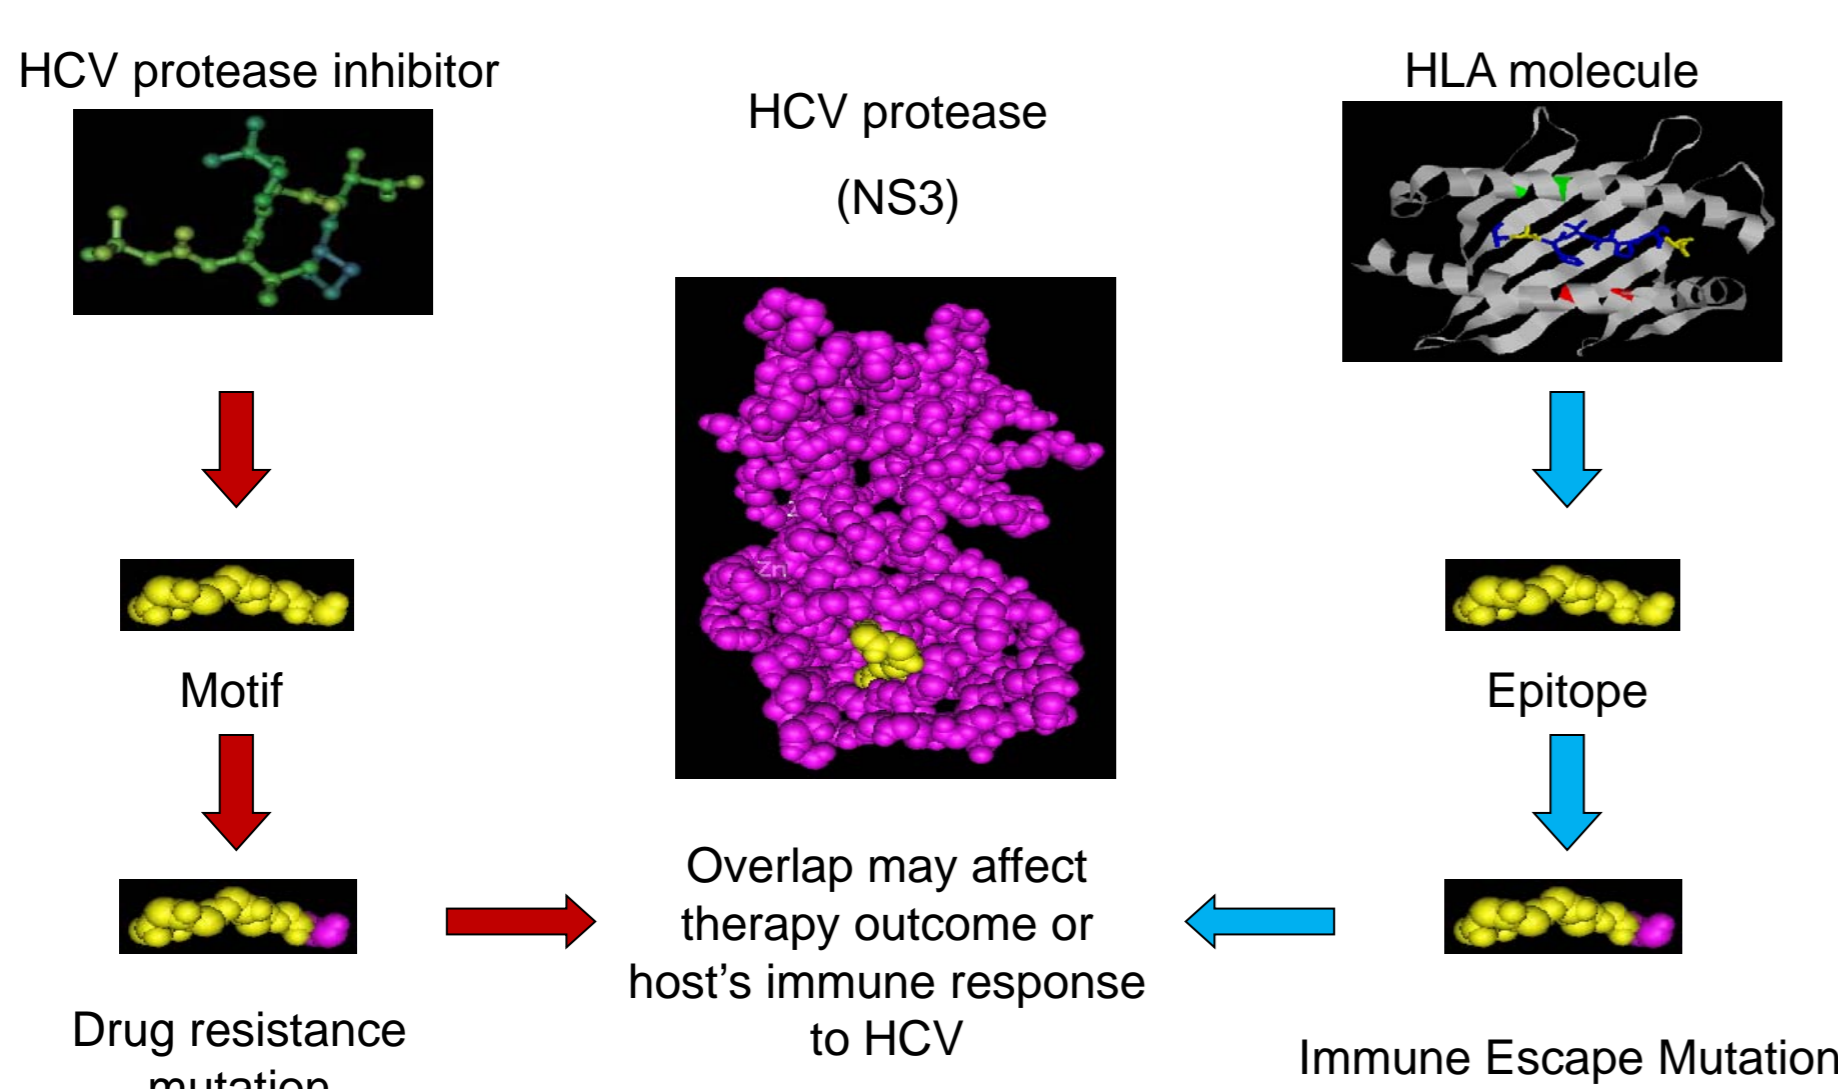 HCV protease inhibitor
HCV protease
(NS3)
HLA molecule
Zn
Motif
Epitope
Overlap may affect
therapy outcome or
host's immune response
to HCV
Drug resistance
mutation
Immune Escape Mutation